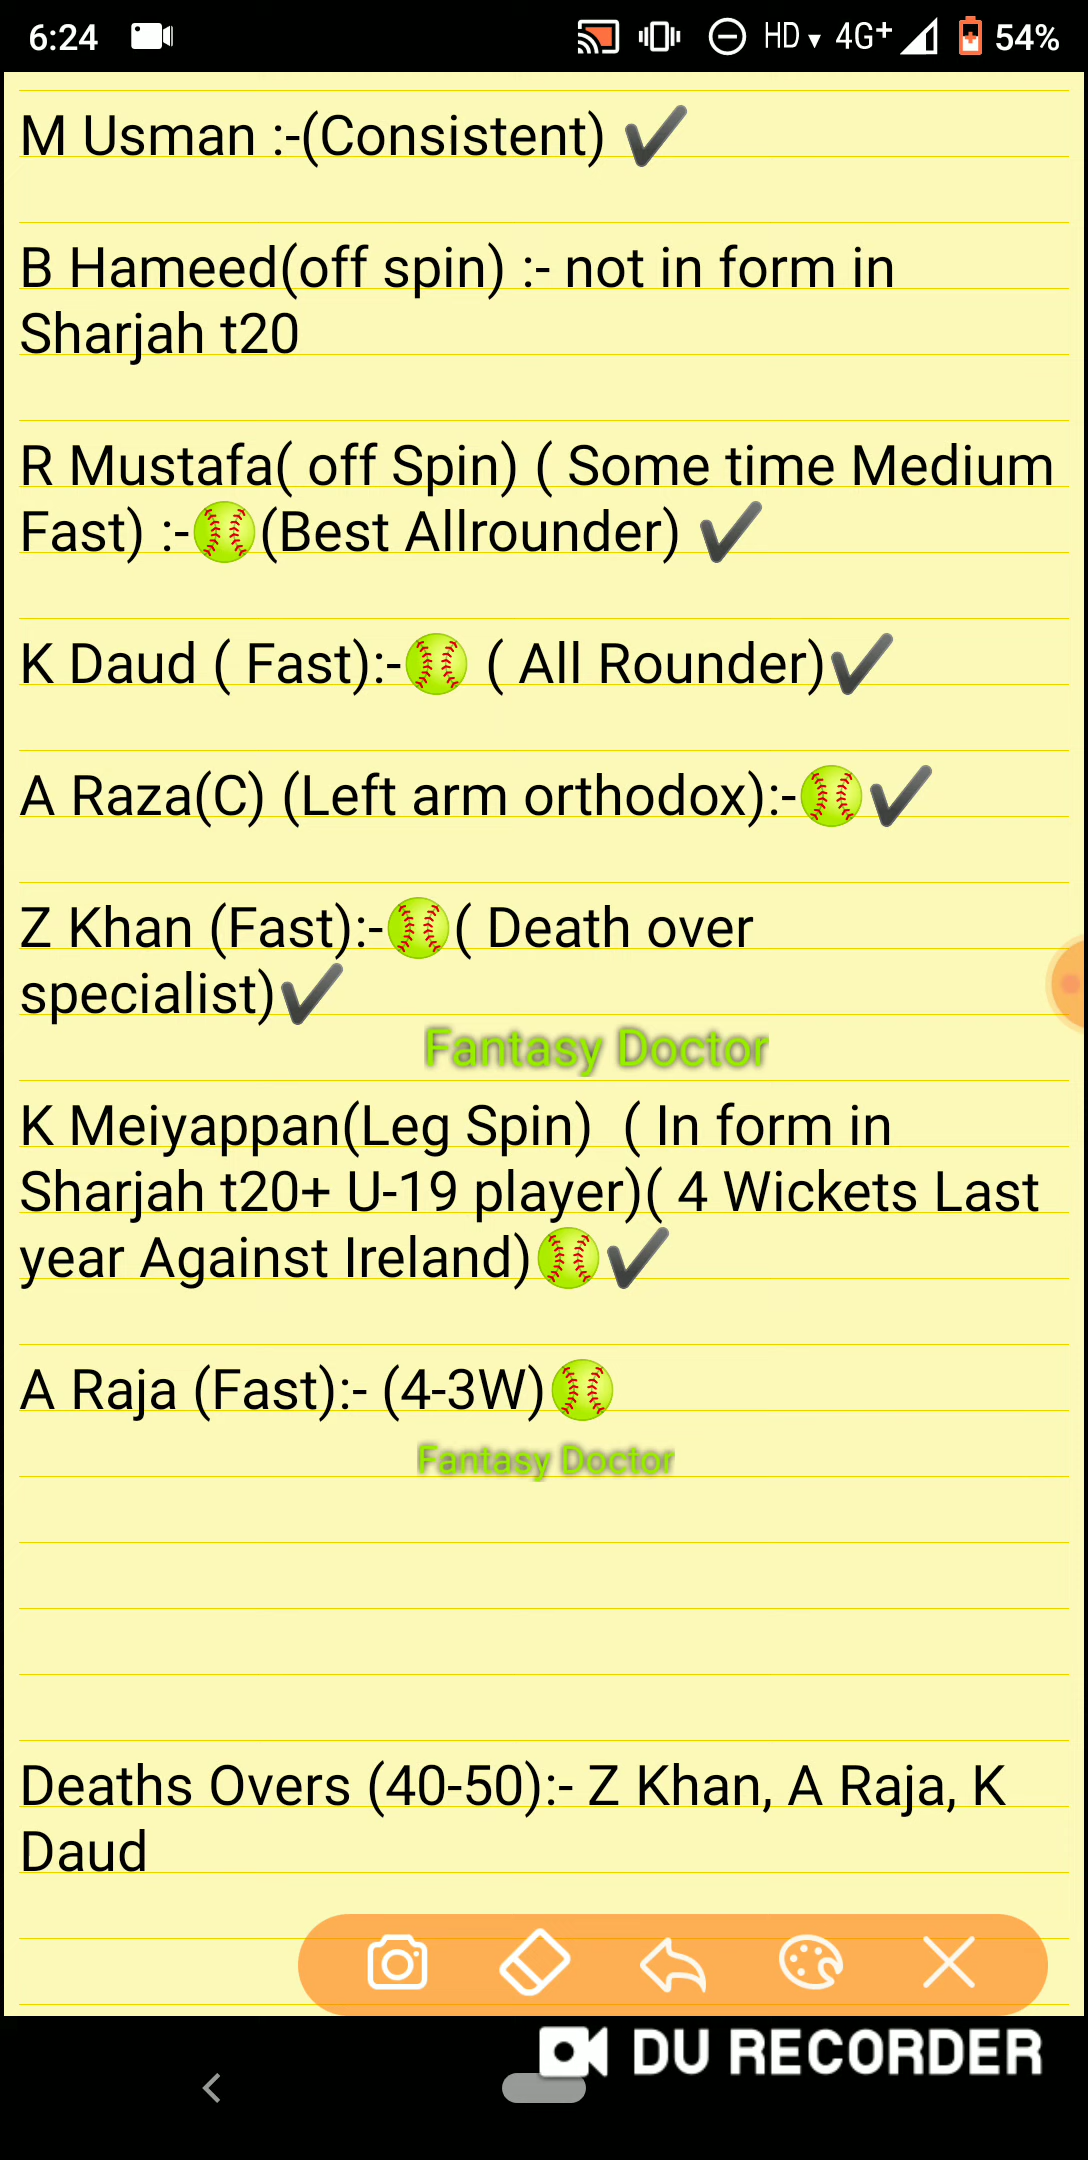 6:24 HD 4G+ 54%
M Usman :-(Consistent) ✔
B Hameed(off spin) :- not in form in
Sharjah t20
R Mustafa( off Spin) ( Some time Medium
Fast) :-🥎(Best Allrounder) ✔
K Daud ( Fast):-🥎 ( All Rounder)✔
A Raza(C) (Left arm orthodox):-🥎✔
Z Khan (Fast):-🥎( Death over
specialist)✔
Fantasy Doctor
K Meiyappan(Leg Spin)  ( In form in
Sharjah t20+ U-19 player)( 4 Wickets Last
year Against Ireland)🥎✔
A Raja (Fast):- (4-3W)🥎
Fantasy Doctor
Deaths Overs (40-50):- Z Khan, A Raja, K
Daud
DU RECORDER